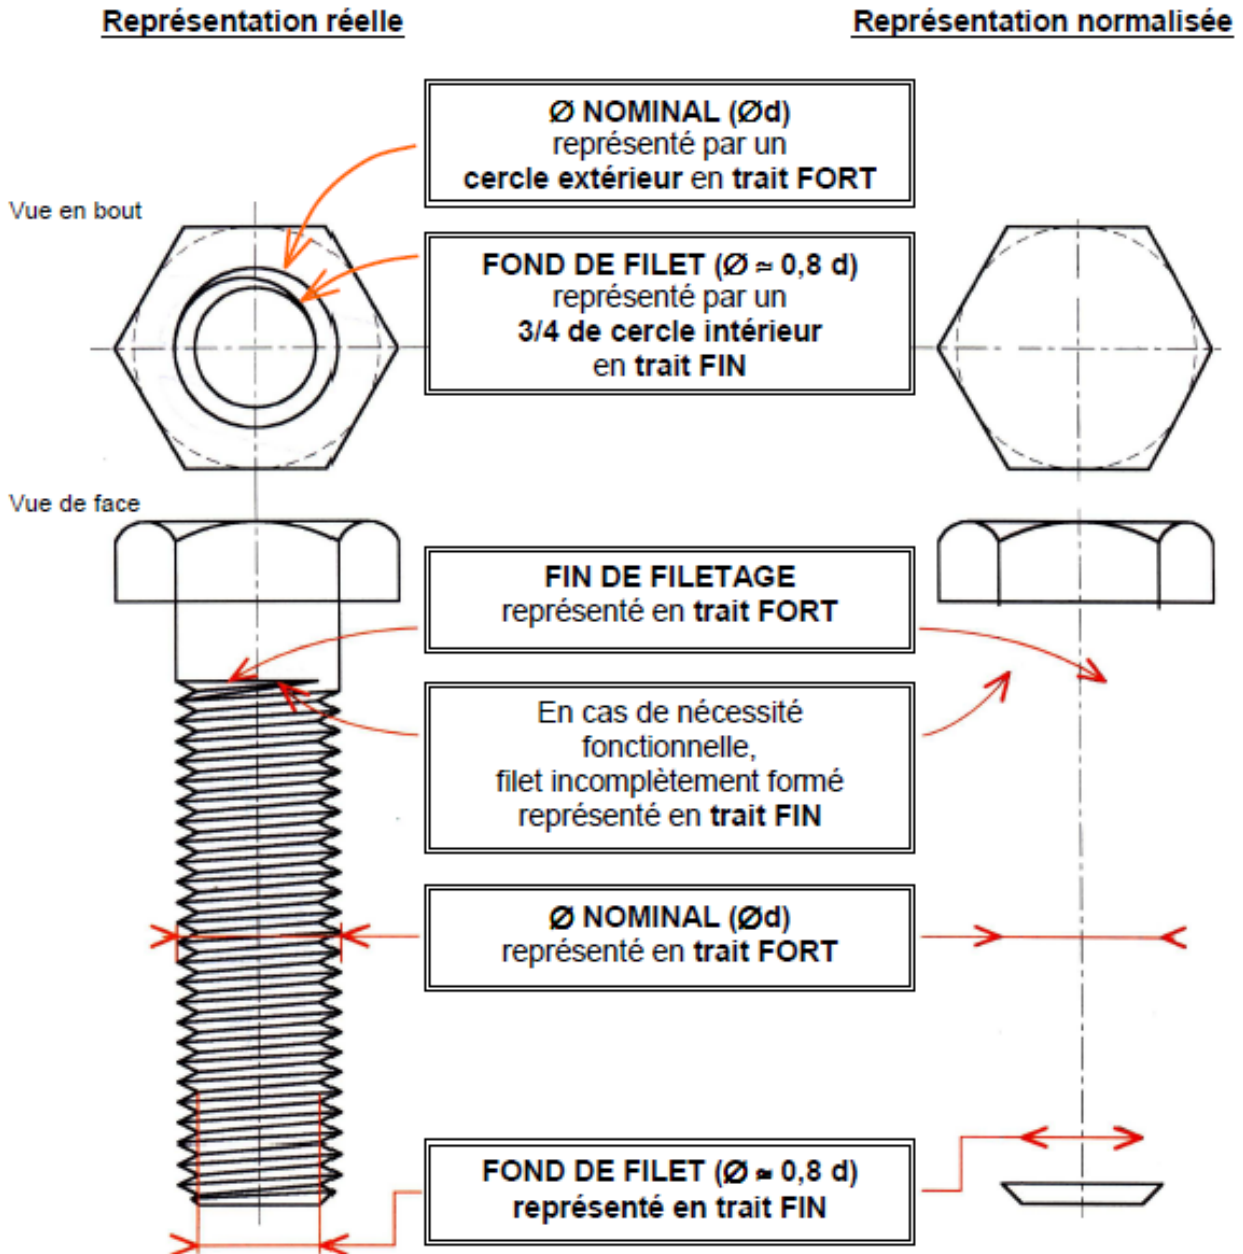 Représentation réelle
Représentation normalisée
Ø NOMINAL (Ød)
représenté par un
cercle extérieur en trait FORT
Vue en bout
FOND DE FILET (Ø ≈ 0,8 d)
représenté par un
3/4 de cercle intérieur
en trait FIN
Vue de face
FIN DE FILETAGE
représenté en trait FORT
En cas de nécessité
fonctionnelle,
filet incomplètement formé
représenté en trait FIN
Ø NOMINAL (Ød)
représenté en trait FORT
FOND DE FILET (Ø ≈ 0,8 d)
représenté en trait FIN